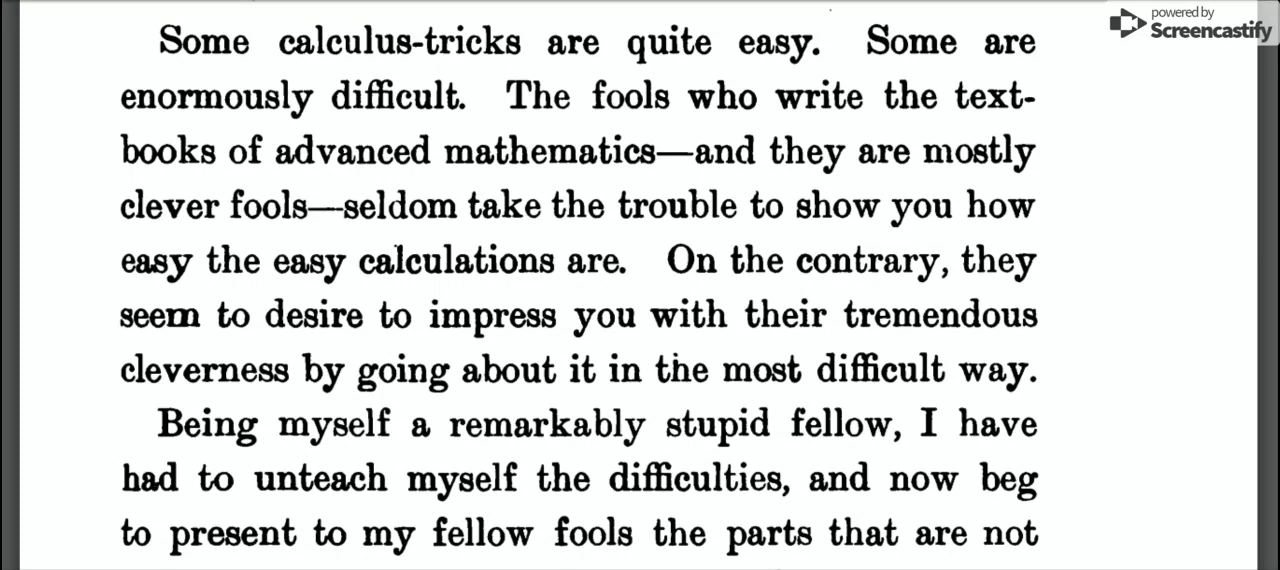 powered by
Screencastify
Some calculus-tricks are quite easy. Some are
enormously difficult. The fools who write the text-
books of advanced mathematics—and they are mostly
clever fools—seldom take the trouble to show you how
easy the easy calculations are. On the contrary, they
seem to desire to impress you with their tremendous
cleverness by going about it in the most difficult way.
Being myself a remarkably stupid fellow, I have
had to unteach myself the difficulties, and now beg
to present to my fellow fools the parts that are not